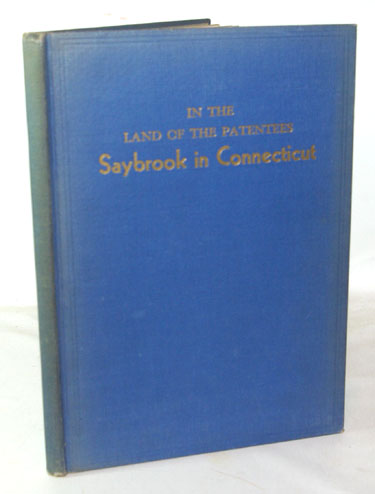 IN THE
LAND OF THE PATENTEES
Saybrook in Connecticut